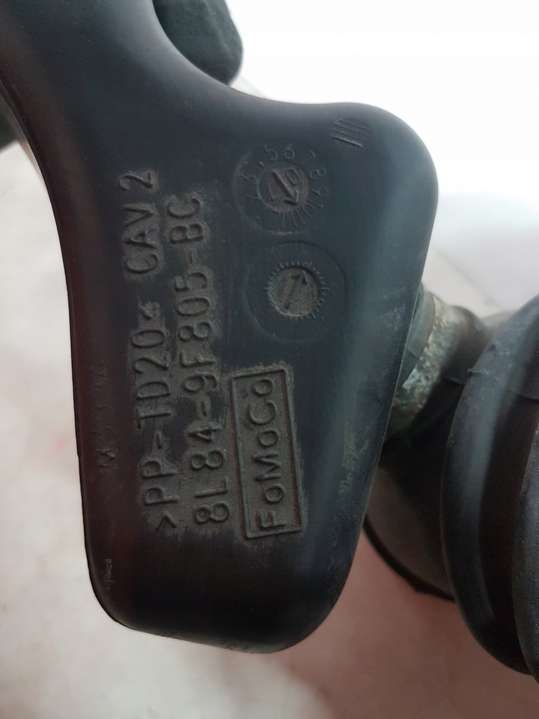 >PP-TD20< CAV 2
8L84-9F805-BC
FoMoCo